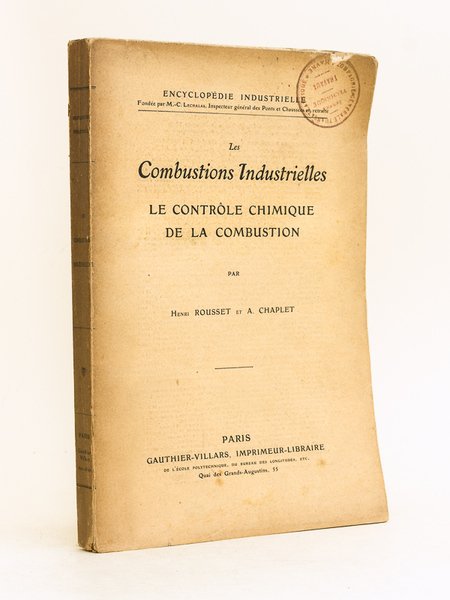 ENCYCLOPÉDIE INDUSTRIELLE
Fondée par M.-C. LECHALAS, Inspecteur général des Ponts et Chaussées en retraite
Les
Combustions Industrielles
LE CONTRÔLE CHIMIQUE
DE LA COMBUSTION
PAR
HENRI ROUSSET ET A. CHAPLET
PARIS
GAUTHIER-VILLARS, IMPRIMEUR-LIBRAIRE
DE L'ÉCOLE POLYTECHNIQUE, DU BUREAU DES LONGITUDES, ETC.
Quai des Grands-Augustins, 55
PARIS